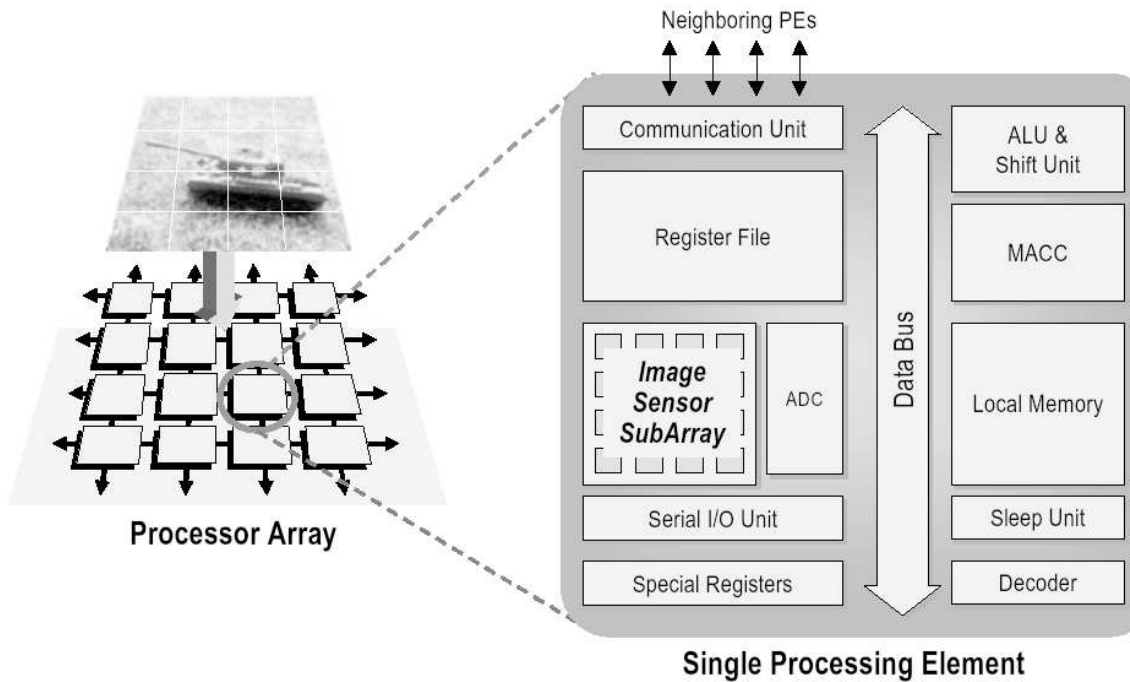 Neighboring PEs
Communication Unit
Register File
Image
Sensor
SubArray
ADC
Serial I/O Unit
Special Registers
Data Bus
ALU &
Shift Unit
MACC
Local Memory
Sleep Unit
Decoder
Processor Array
Single Processing Element